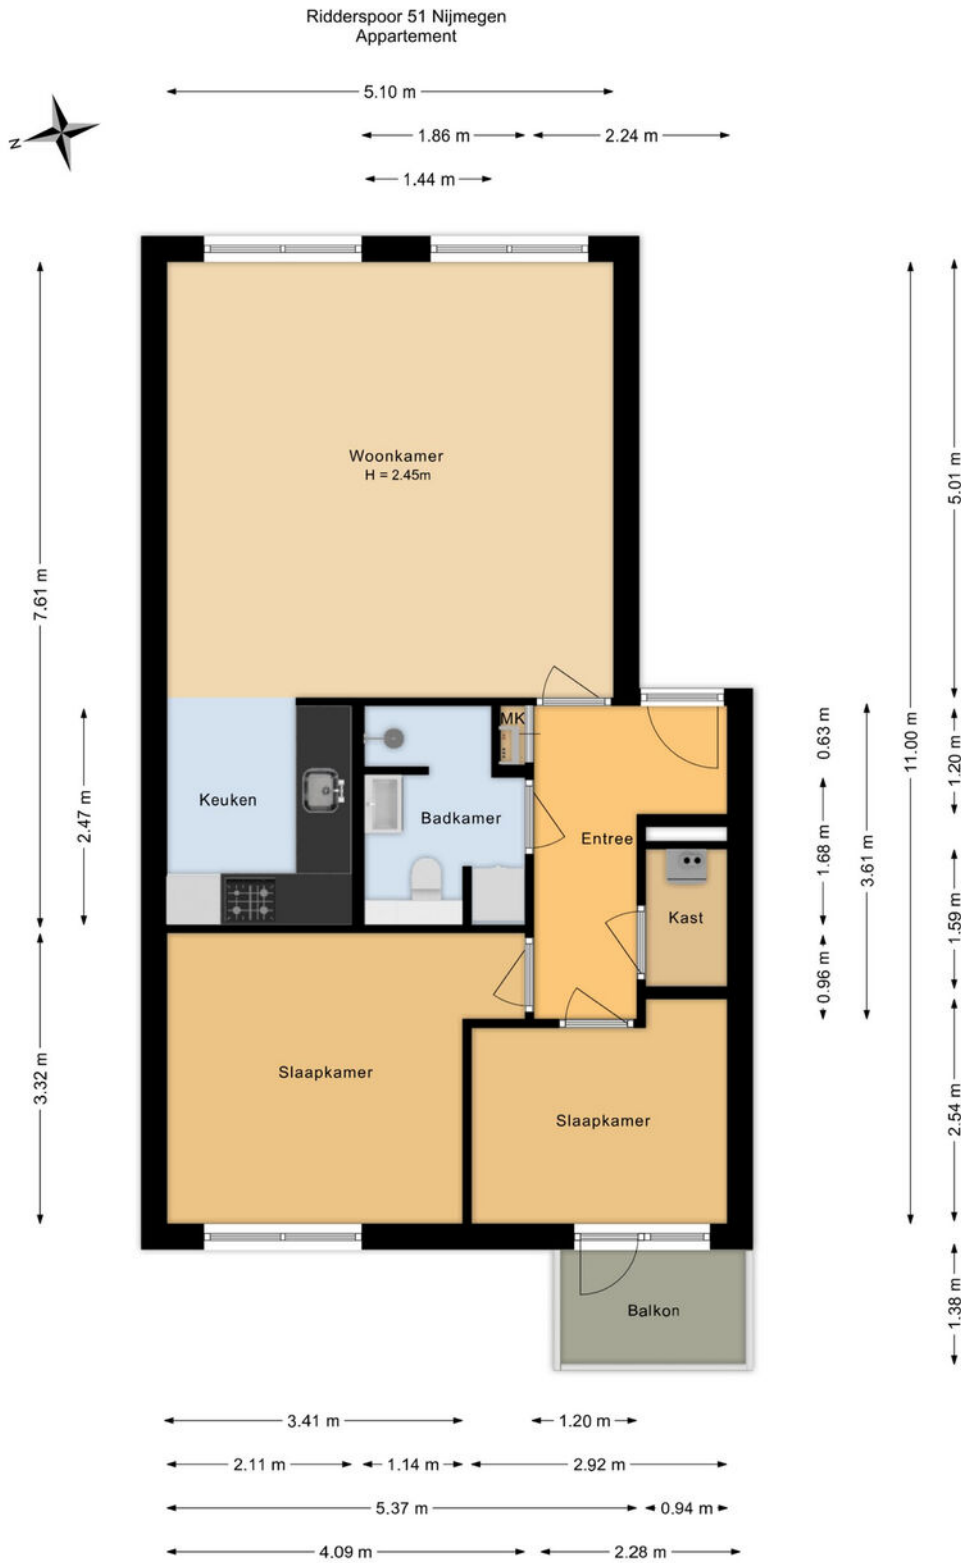 Ridderspoor 51 Nijmegen
Appartement
5.10 m
1.86 m
2.24 m
1.44 m
N
Woonkamer
H = 2.45m
5.01 m
7.61 m
MK
0.63 m
11.00 m
1.20 m
Keuken
Badkamer
Entree
2.47 m
1.68 m
3.61 m
Kast
1.59 m
0.96 m
Slaapkamer
3.32 m
Slaapkamer
2.54 m
Balkon
1.38 m
3.41 m
1.20 m
2.11 m
1.14 m
2.92 m
5.37 m
0.94 m
4.09 m
2.28 m